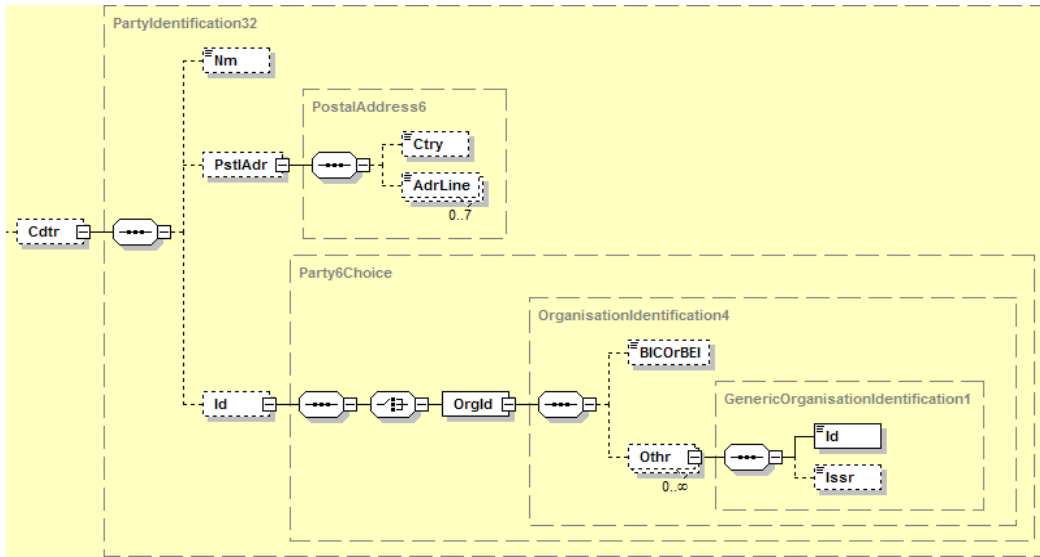 PartyIdentification32
Nm
PostalAddress6
Ctry
PstlAdr
AdrLine
0..7
Cdtr
Party6Choice
OrganisationIdentification4
BICOrBEI
GenericOrganisationIdentification1
Id
OrgId
Id
Othr
0..∞
Issr